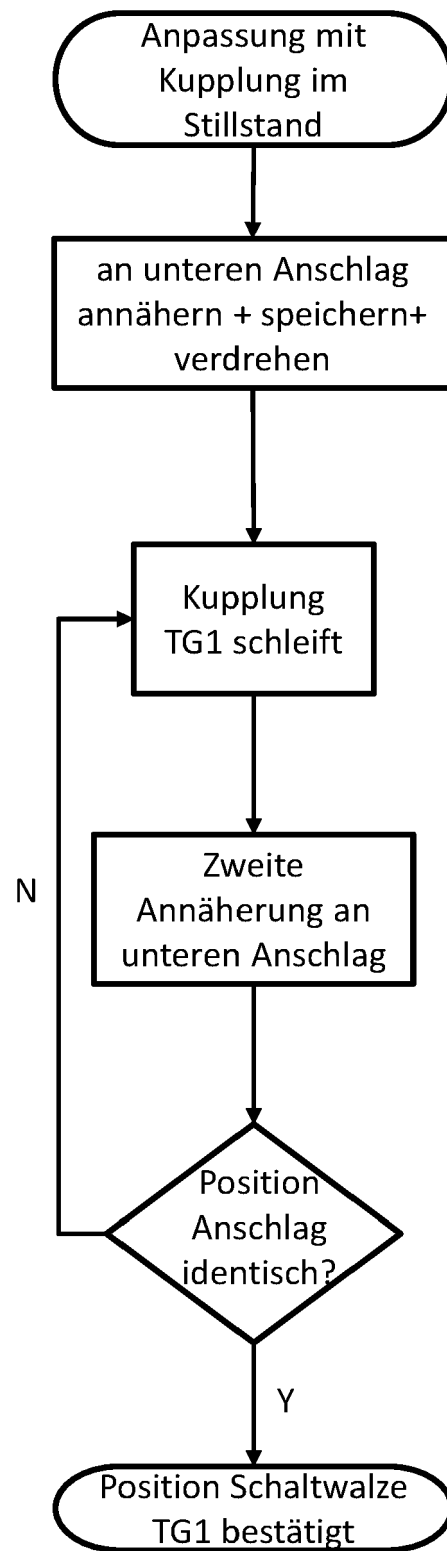 Anpassung mit
Kupplung im
Stillstand
an unteren Anschlag
annähern + speichern+
verdrehen
Kupplung
TG1 schleift
Zweite
Annäherung an
unteren Anschlag
N
Position
Anschlag
identisch?
Y
Position Schaltwalze
TG1 bestätigt